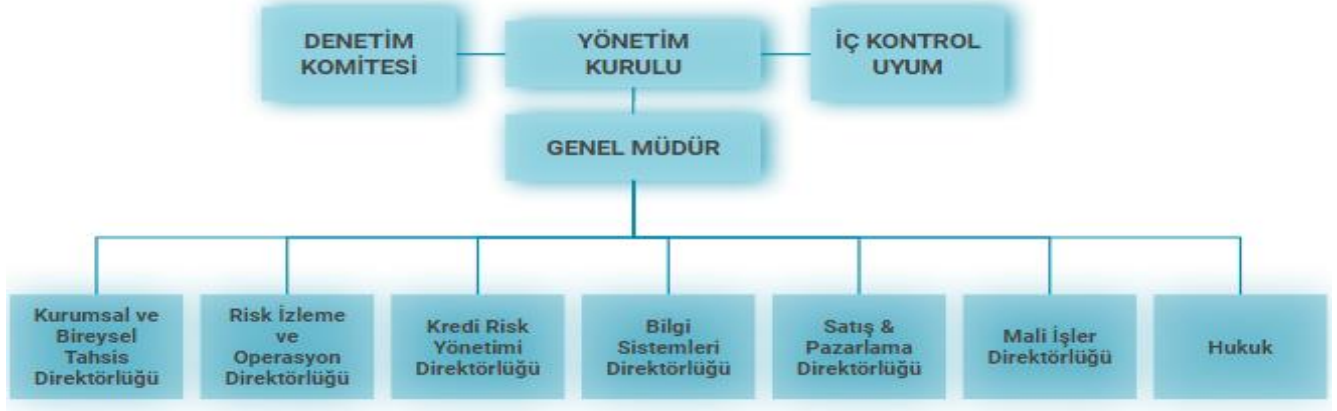 DENETİM
KOMİTESİ
YÖNETİM
KURULU
İÇ KONTROL
UYUM
GENEL MÜDÜR
Kurumsal ve
Bireysel
Tahsis
Direktörlüğü
Risk İzleme
ve
Operasyon
Direktörlüğü
Kredi Risk
Yönetimi
Direktörlüğü
Bilgi
Sistemleri
Direktörlüğü
Satış &
Pazarlama
Direktörlüğü
Mali İşler
Direktörlüğü
Hukuk